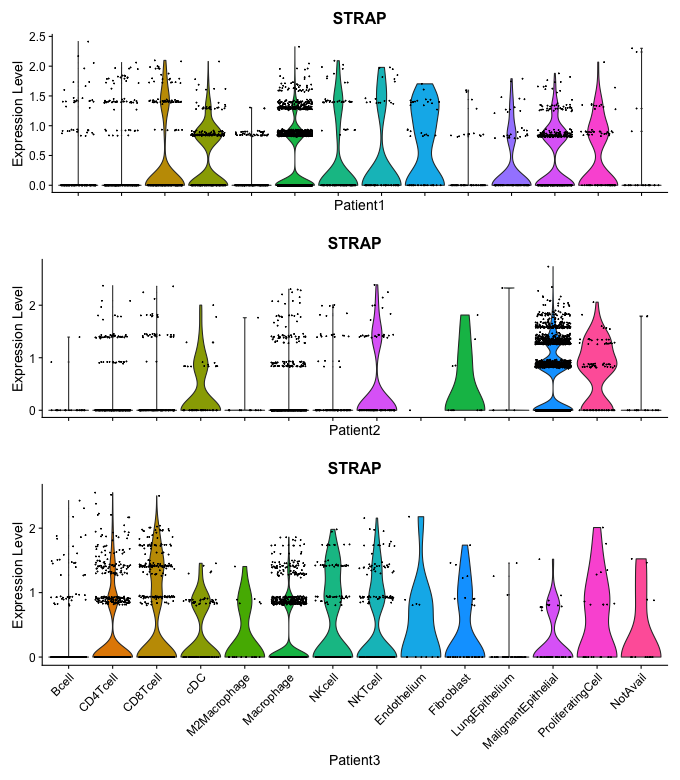 STRAP
2.5
2.0
1.5
1.0
0.5
0.0
Expression Level
Patient1
STRAP
2
1
0
Expression Level
Patient2
STRAP
2
1
0
Expression Level
Bcell
CD4Tcell
CD8Tcell
cDC
M2Macrophage
Macrophage
NKcell
NKTcell
Endothelium
Fibroblast
LungEpithelium
MalignantEpithelial
ProliferatingCell
NotAvail
Patient3